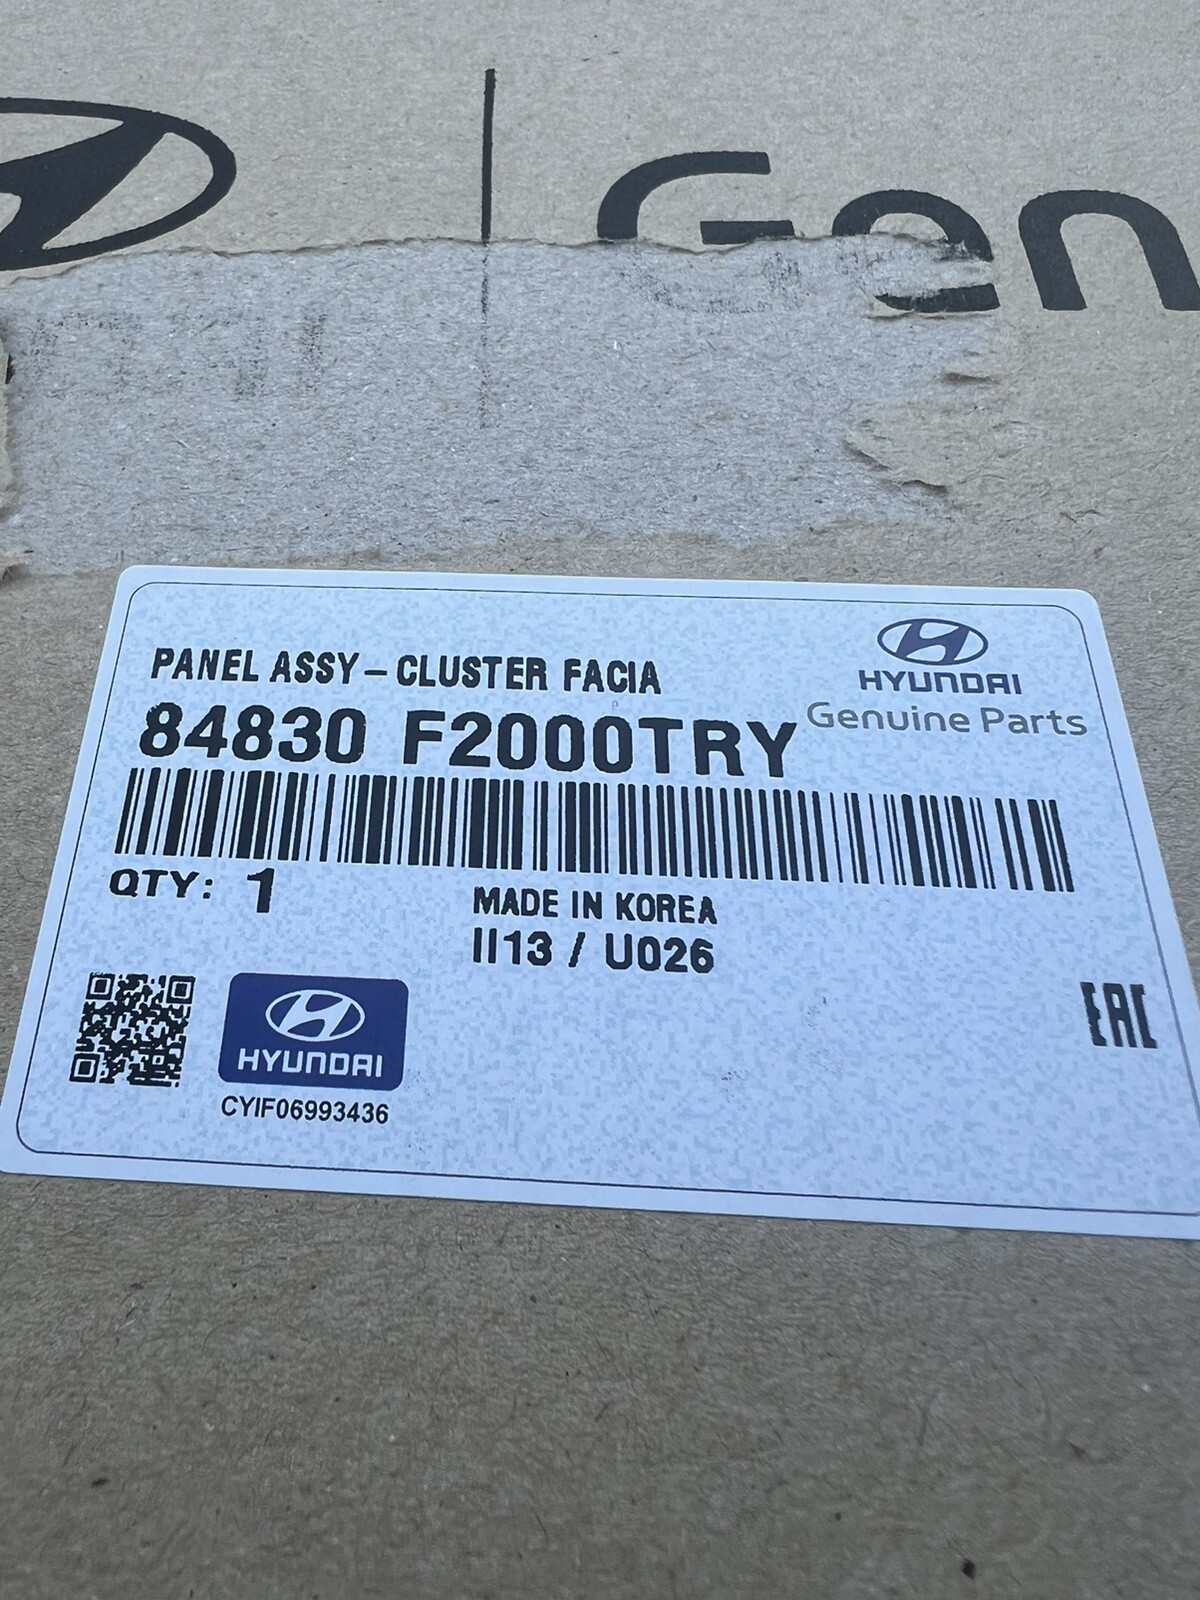 Gen
PANEL ASSY-CLUSTER FACIA
HYUNDAI
Genuine Parts
84830 F2000TRY
QTY: 1
MADE IN KOREA
II13 / U026
HYUNDAI
CYIF06993436
EAC